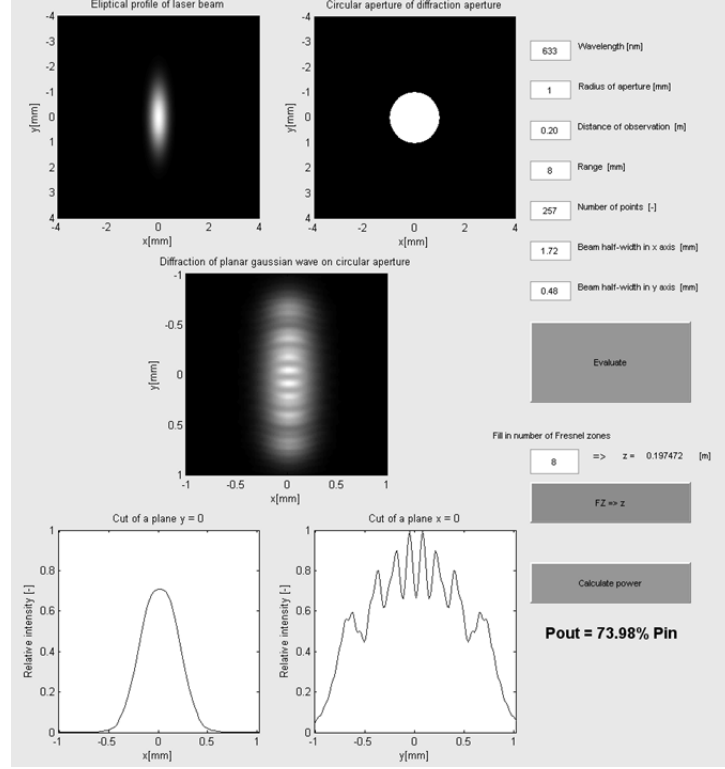 Eliptical profile of laser beam
Circular aperture of diffraction aperture
-4
-3
-2
-1
0
1
2
3
4
y[mm]
-4 -2 0 2 4
x[mm]
-4
-3
-2
-1
0
1
2
3
4
y[mm]
-4 -2 0 2 4
x[mm]
633 Wavelength [nm]
1 Radius of aperture [mm]
0.20 Distance of observation [m]
8 Range [mm]
257 Number of points [-]
1.72 Beam half-width in x axis [mm]
0.48 Beam half-width in y axis [mm]
Evaluate
Diffraction of planar gaussian wave on circular aperture
-1
-0.5
0
0.5
1
y[mm]
-1 -0.5 0 0.5 1
x[mm]
Fill in number of Fresnel zones
8 => z = 0.197472 [m]
FZ => z
Calculate power
Pout = 73.98% Pin
Cut of a plane y = 0
1
0.8
0.6
0.4
0.2
0
Relative intensity [-]
-1 -0.5 0 0.5 1
x[mm]
Cut of a plane x = 0
1
0.8
0.6
0.4
0.2
0
Relative intensity [-]
-1 -0.5 0 0.5 1
y[mm]